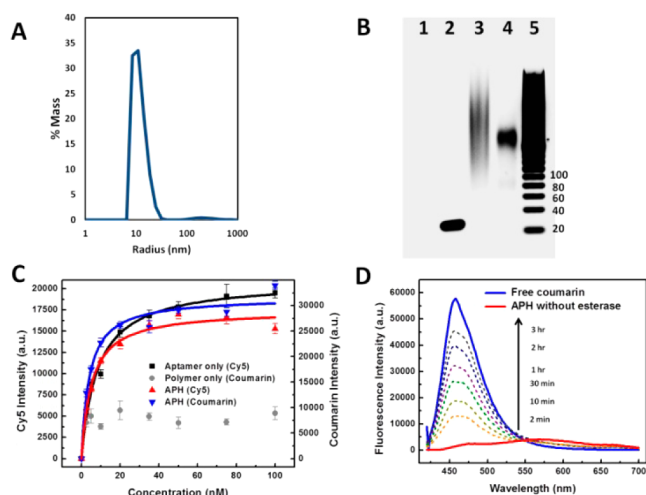 A
% Mass
40
35
30
25
20
15
10
5
0
1 10 100 1000
Radius (nm)
B
1 2 3 4 5
100
80
60
40
20
C
Cy5 Intensity (a.u.)
20000
17500
15000
12500
10000
7500
5000
2500
0
Aptamer only (Cy5)
Polymer only (Coumarin)
APH (Cy5)
APH (Coumarin)
30000
25000
20000
15000
10000
5000
0
Coumarin Intensity (a.u.)
0 20 40 60 80 100
Concentration (nM)
D
Fluorescence Intensity (a.u.)
60000
50000
40000
30000
20000
10000
0
Free coumarin
APH without esterase
3 hr
2 hr
1 hr
30 min
10 min
2 min
450 500 550 600 650 700
Wavelength (nm)